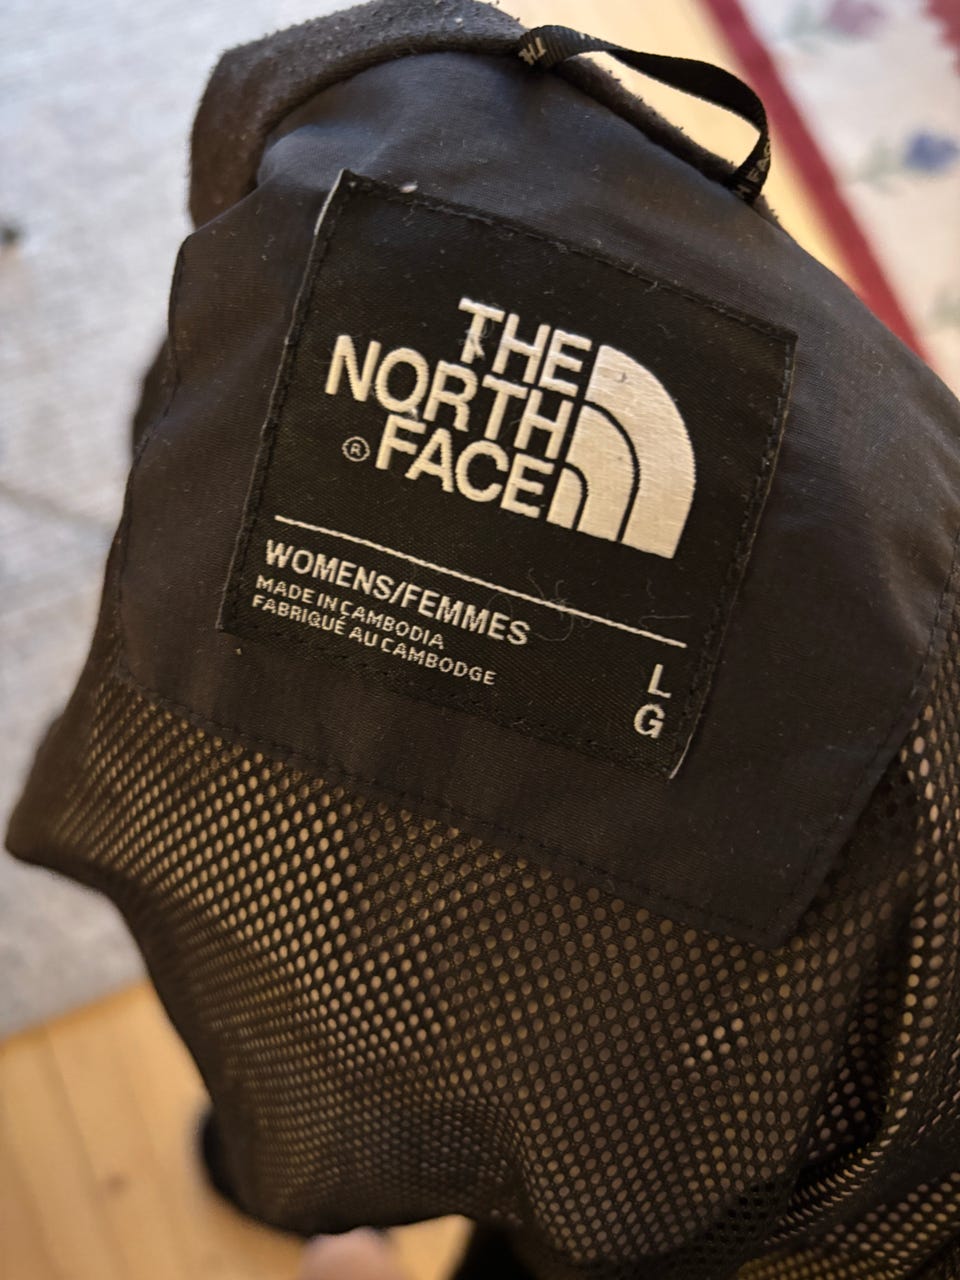 THE
NORTH
FACE
®
WOMENS/FEMMES
MADE IN CAMBODIA
FABRIQUÉ AU CAMBODGE
L
G